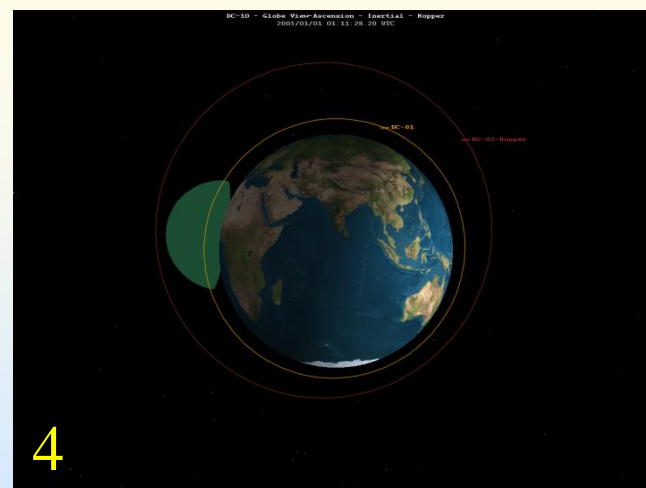 DC-10 - Globe View-Ascension - Inertial - Hopper
2003/01/01 01:11:28.20 UTC
DC-01
DC-02-Hopper
4